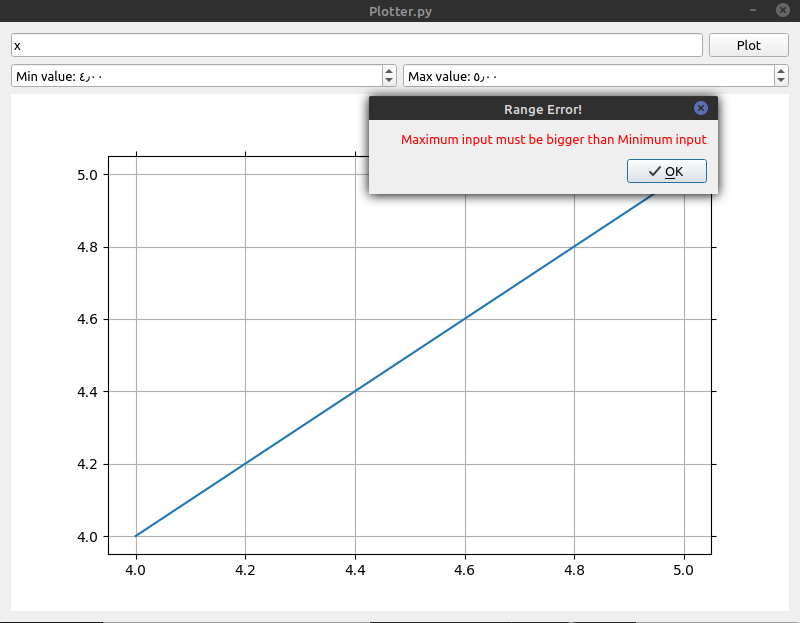 Plotter.py
x
Plot
Min value: ٤٫٠٠
Max value: ٥٫٠٠
Range Error!
Maximum input must be bigger than Minimum input
OK
5.0
4.8
4.6
4.4
4.2
4.0
4.0 4.2 4.4 4.6 4.8 5.0